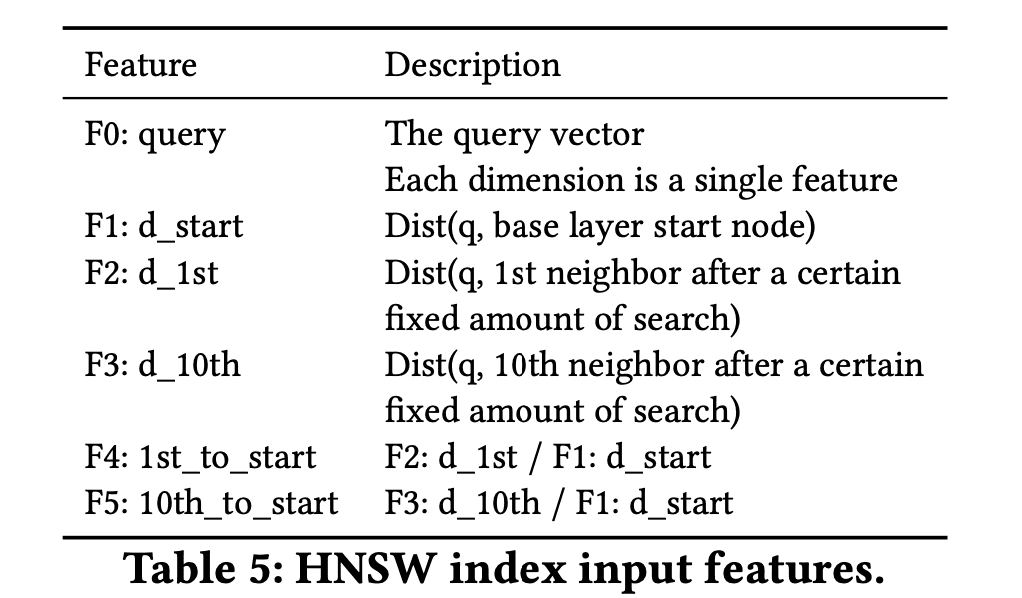 Feature Description
F0: query The query vector
Each dimension is a single feature
F1: d_start Dist(q, base layer start node)
F2: d_1st Dist(q, 1st neighbor after a certain
fixed amount of search)
F3: d_10th Dist(q, 10th neighbor after a certain
fixed amount of search)
F4: 1st_to_start F2: d_1st / F1: d_start
F5: 10th_to_start F3: d_10th / F1: d_start
Table 5: HNSW index input features.